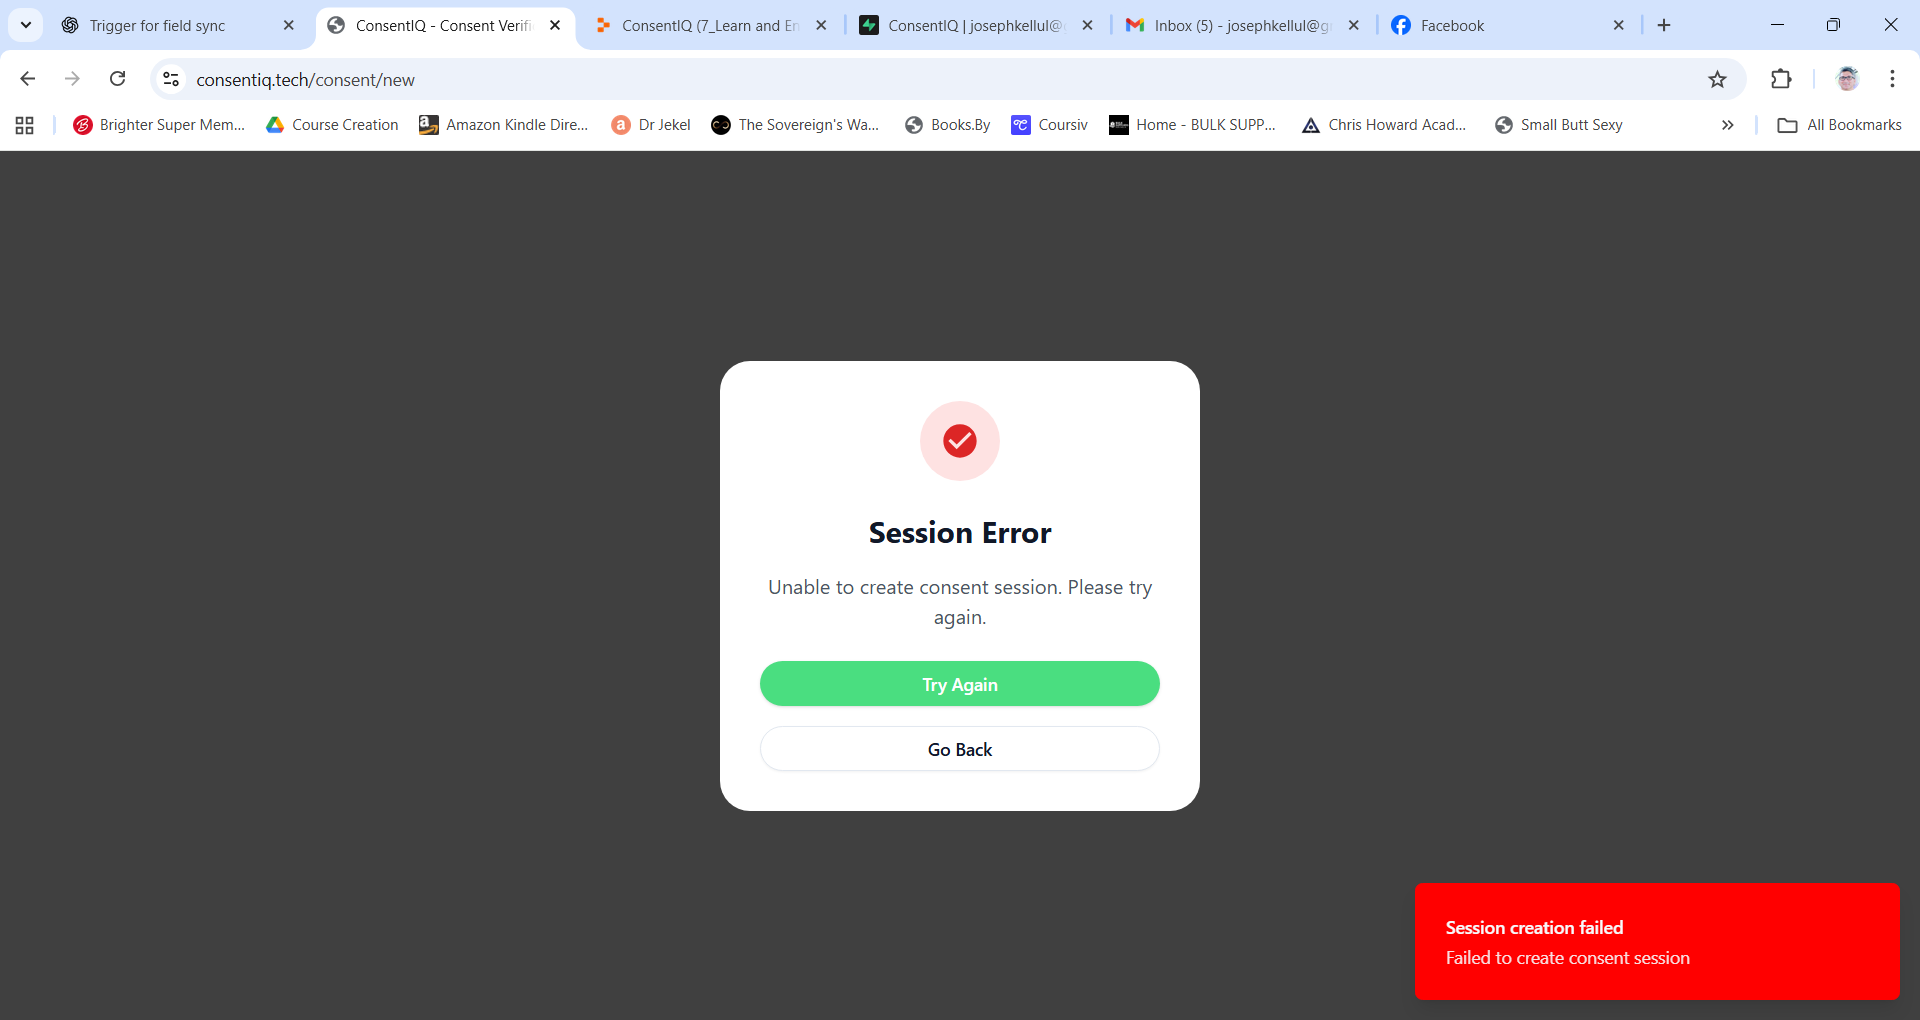 Trigger for field sync
ConsentIQ - Consent Verifi
ConsentIQ (7_Learn and En
ConsentIQ | josephkellul@g
Inbox (5) - josephkellul@gr
Facebook
consentiq.tech/consent/new
Brighter Super Mem...
Course Creation
Amazon Kindle Dire...
Dr Jekel
The Sovereign's Wa...
Books.By
Coursiv
Home - BULK SUPP...
Chris Howard Acad...
Small Butt Sexy
All Bookmarks
Session Error
Unable to create consent session. Please try
again.
Try Again
Go Back
Session creation failed
Failed to create consent session